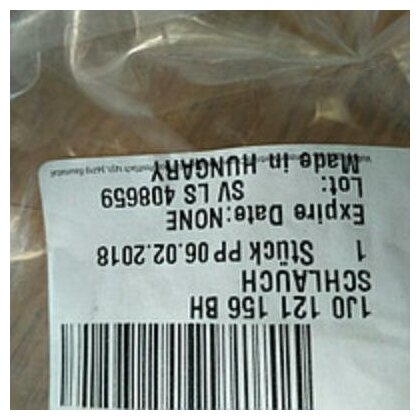 1J0 121 156 BH
SCHLAUCH
1 Stück PP 06.02.2018
Expire Date:NONE
Lot: SV LS 408659
Made in HUNGARY